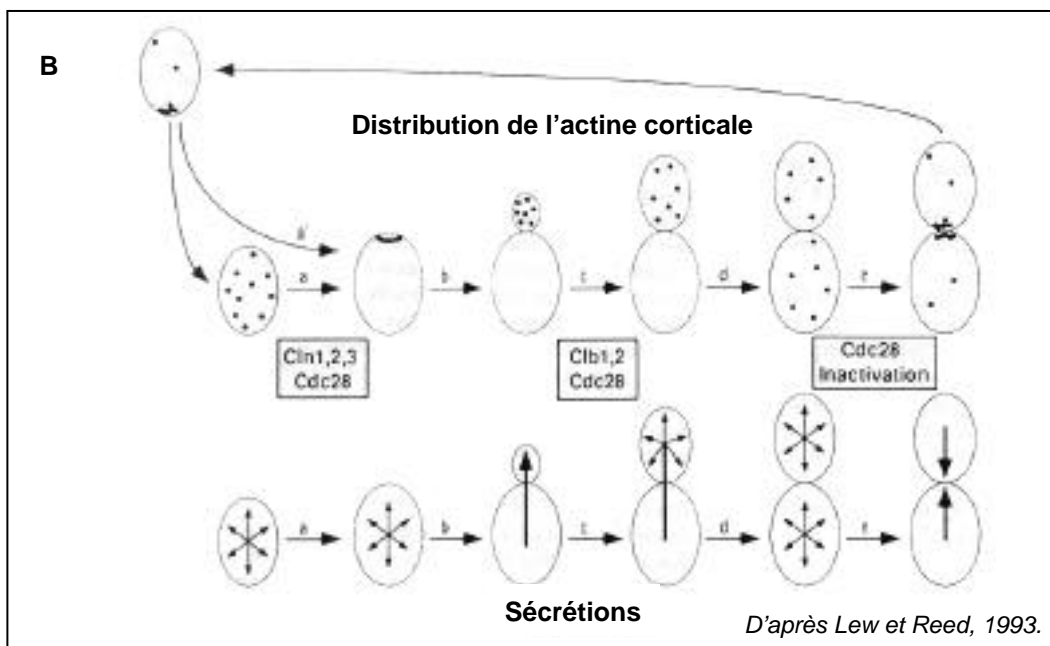 B
Distribution de l'actine corticale
a'
a b c d
Cln1,2,3
Cdc28
Clb1,2
Cdc28
Cdc28
Inactivation
a b c d
Sécrétions
D'après Lew et Reed, 1993.